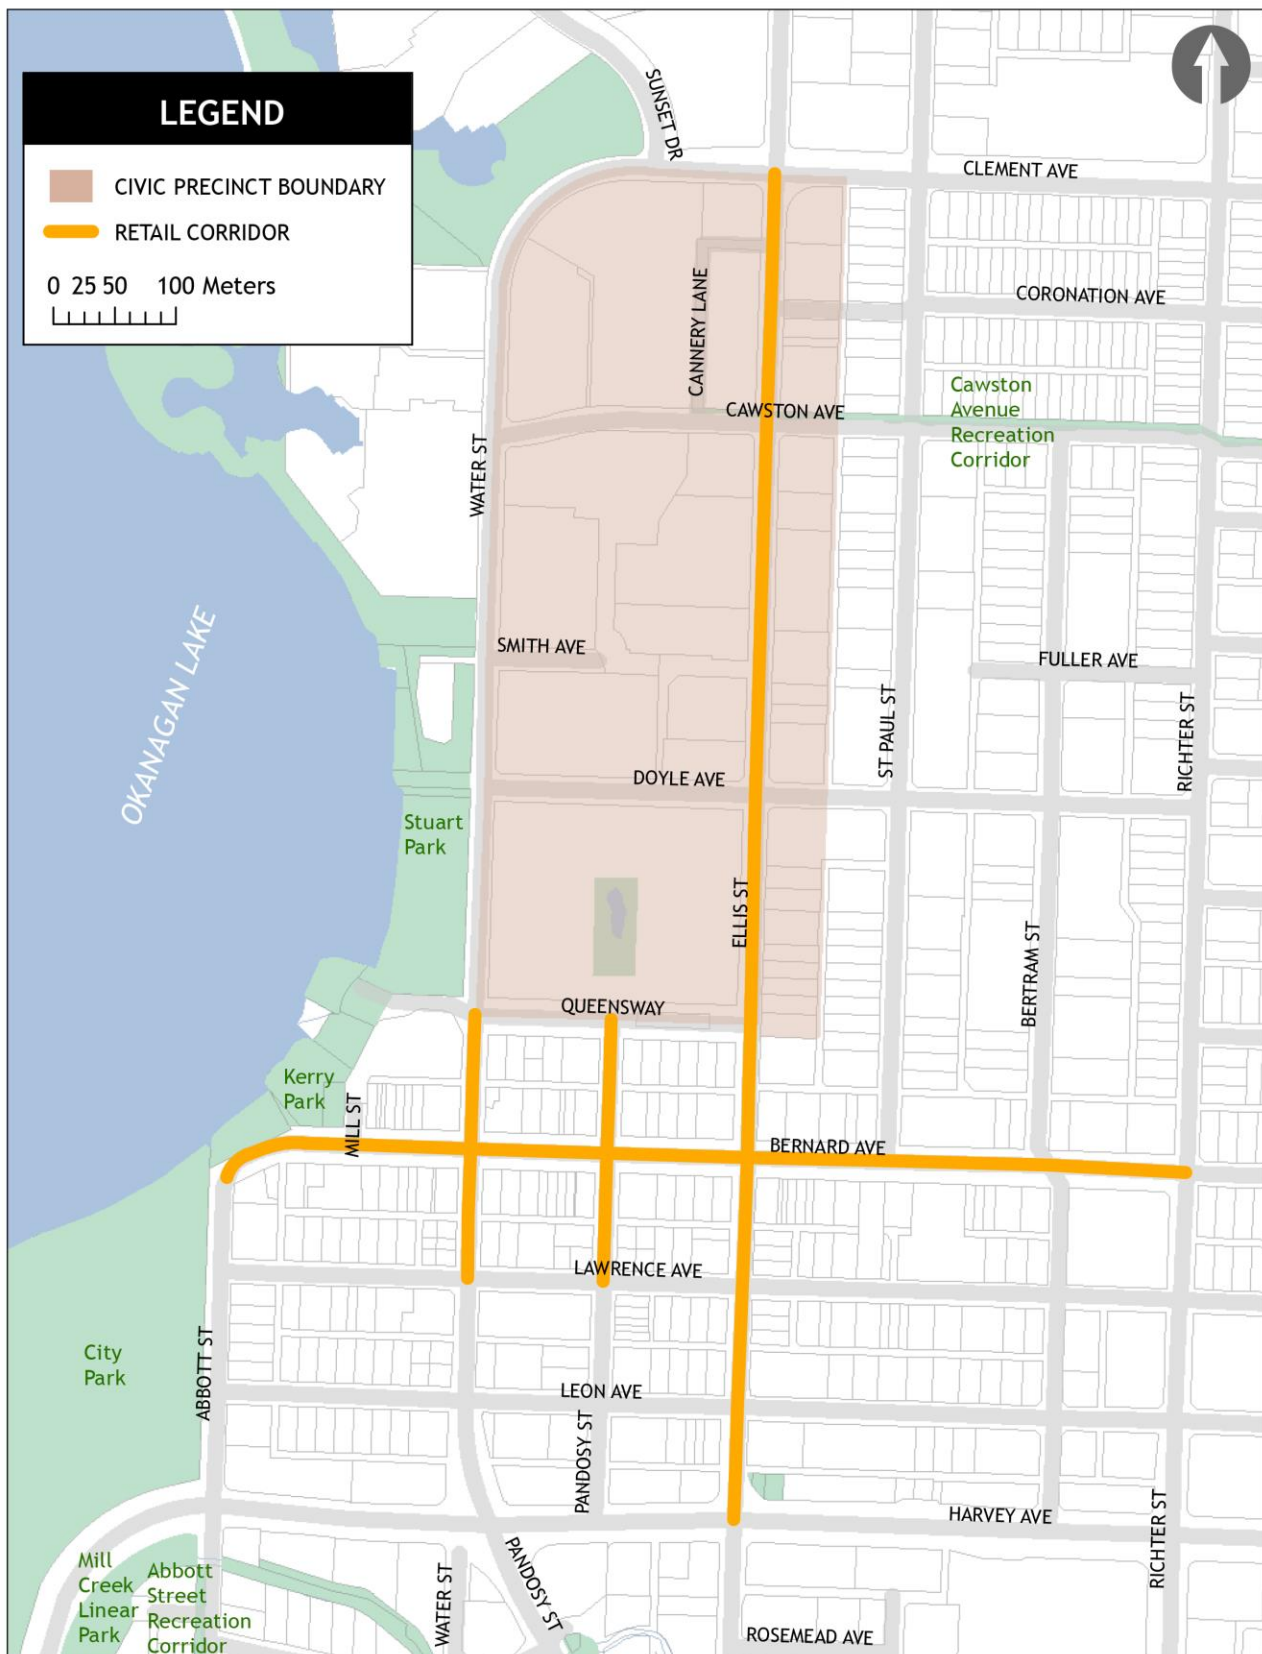 LEGEND
CIVIC PRECINCT BOUNDARY
RETAIL CORRIDOR
0 25 50 100 Meters
SUNSET DR
CLEMENT AVE
CANNERY LANE
CORONATION AVE
CAWSTON AVE
Cawston
Avenue
Recreation
Corridor
WATER ST
OKANAGAN LAKE
SMITH AVE
FULLER AVE
ST PAUL ST
RICHTER ST
DOYLE AVE
Stuart
Park
ELLIS ST
BERTRAM ST
QUEENSWAY
Kerry
Park
MILL ST
BERNARD AVE
LAWRENCE AVE
City
Park
ABBOTT ST
LEON AVE
PANDOSY ST
HARVEY AVE
RICHTER ST
Mill
Creek
Linear
Park
Abbott
Street
Recreation
Corridor
WATER ST
PANDOSY ST
ROSEMEAD AVE